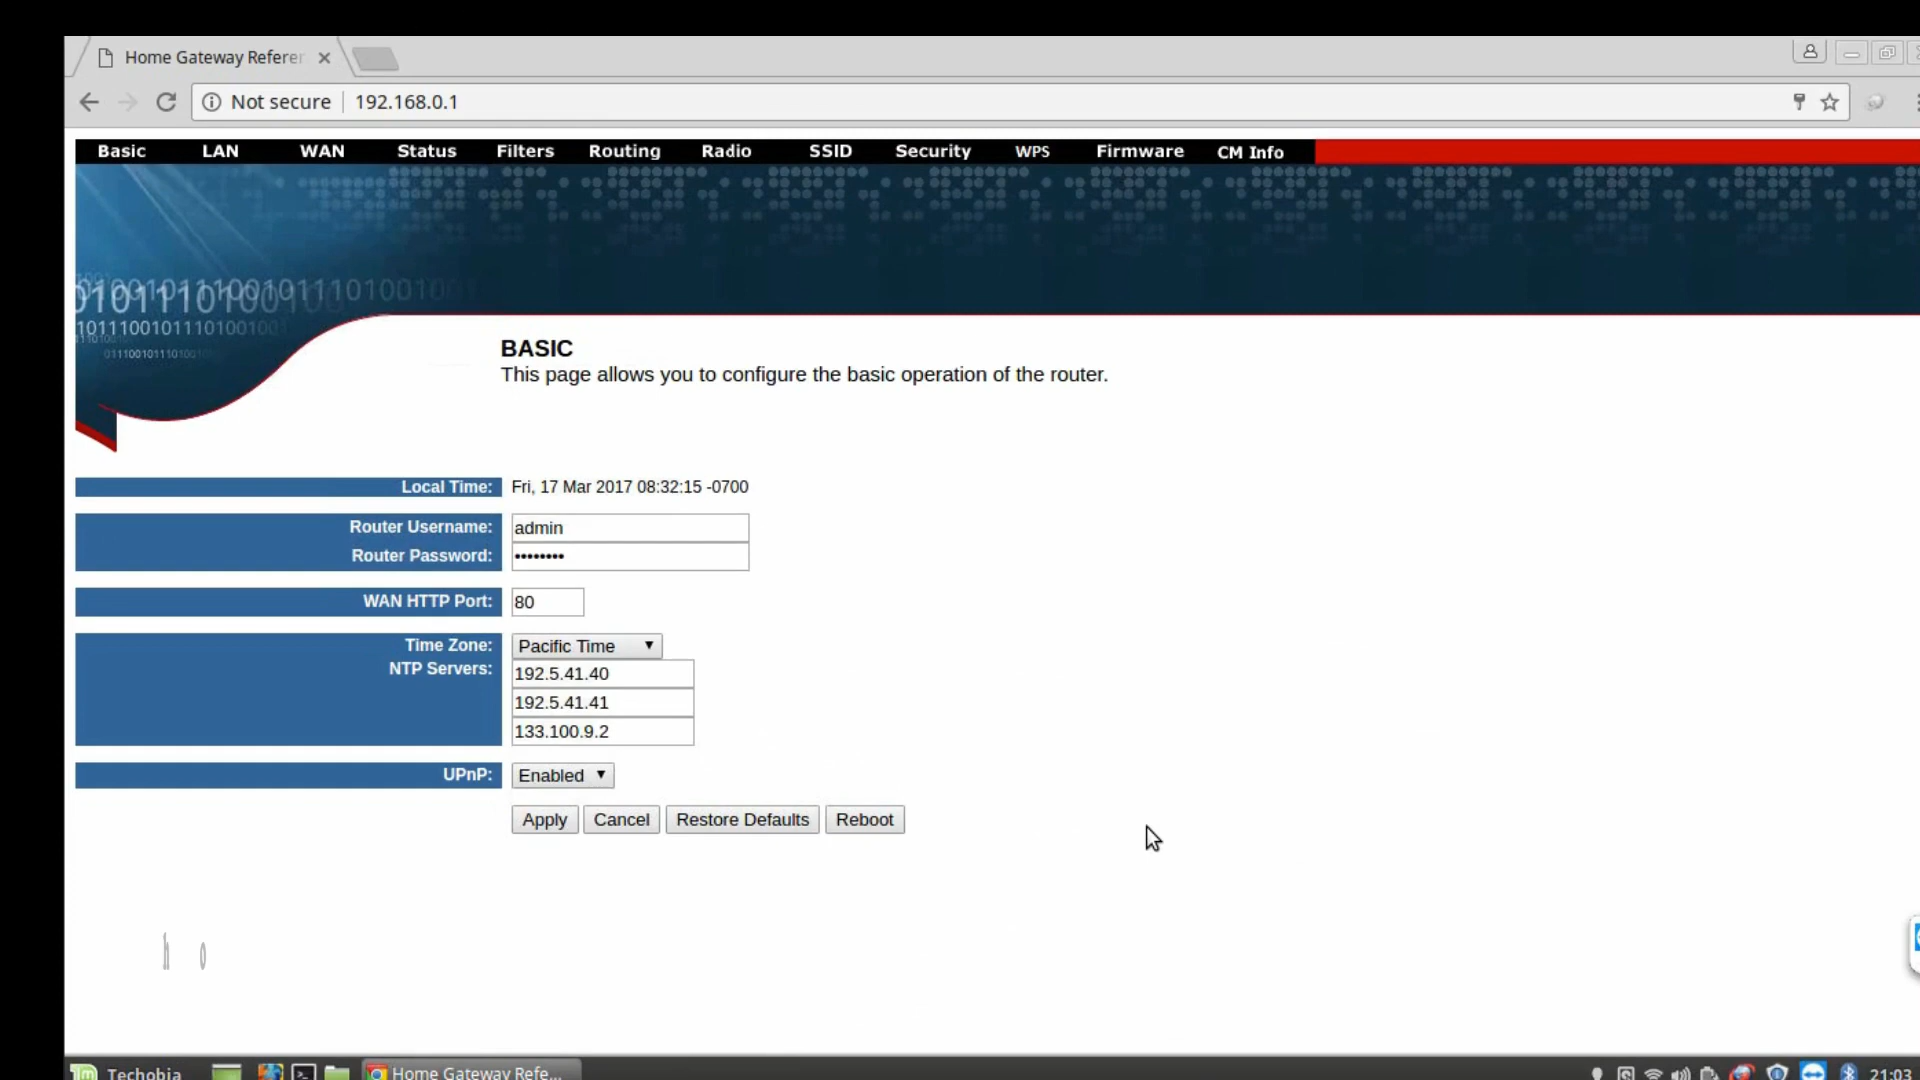 Home Gateway Referen
Not secure 192.168.0.1
Basic LAN WAN Status Filters Routing Radio SSID Security WPS Firmware CM Info
BASIC
This page allows you to configure the basic operation of the router.
Local Time: Fri, 17 Mar 2017 08:32:15 -0700
Router Username: admin
Router Password: ••••••••
WAN HTTP Port: 80
Time Zone: Pacific Time
NTP Servers: 192.5.41.40
192.5.41.41
133.100.9.2
UPnP: Enabled
Apply Cancel Restore Defaults Reboot
h o
Techobia Home Gateway Refe... 21:03